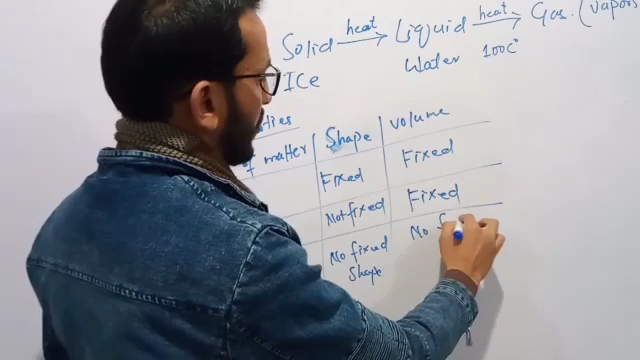 Solid heat→ Liquid heat→ Gas. (Vapors
Ice Water 100C°
of matter Shape volume
Fixed Fixed
Not fixed Fixed
No fixed No f
Shape